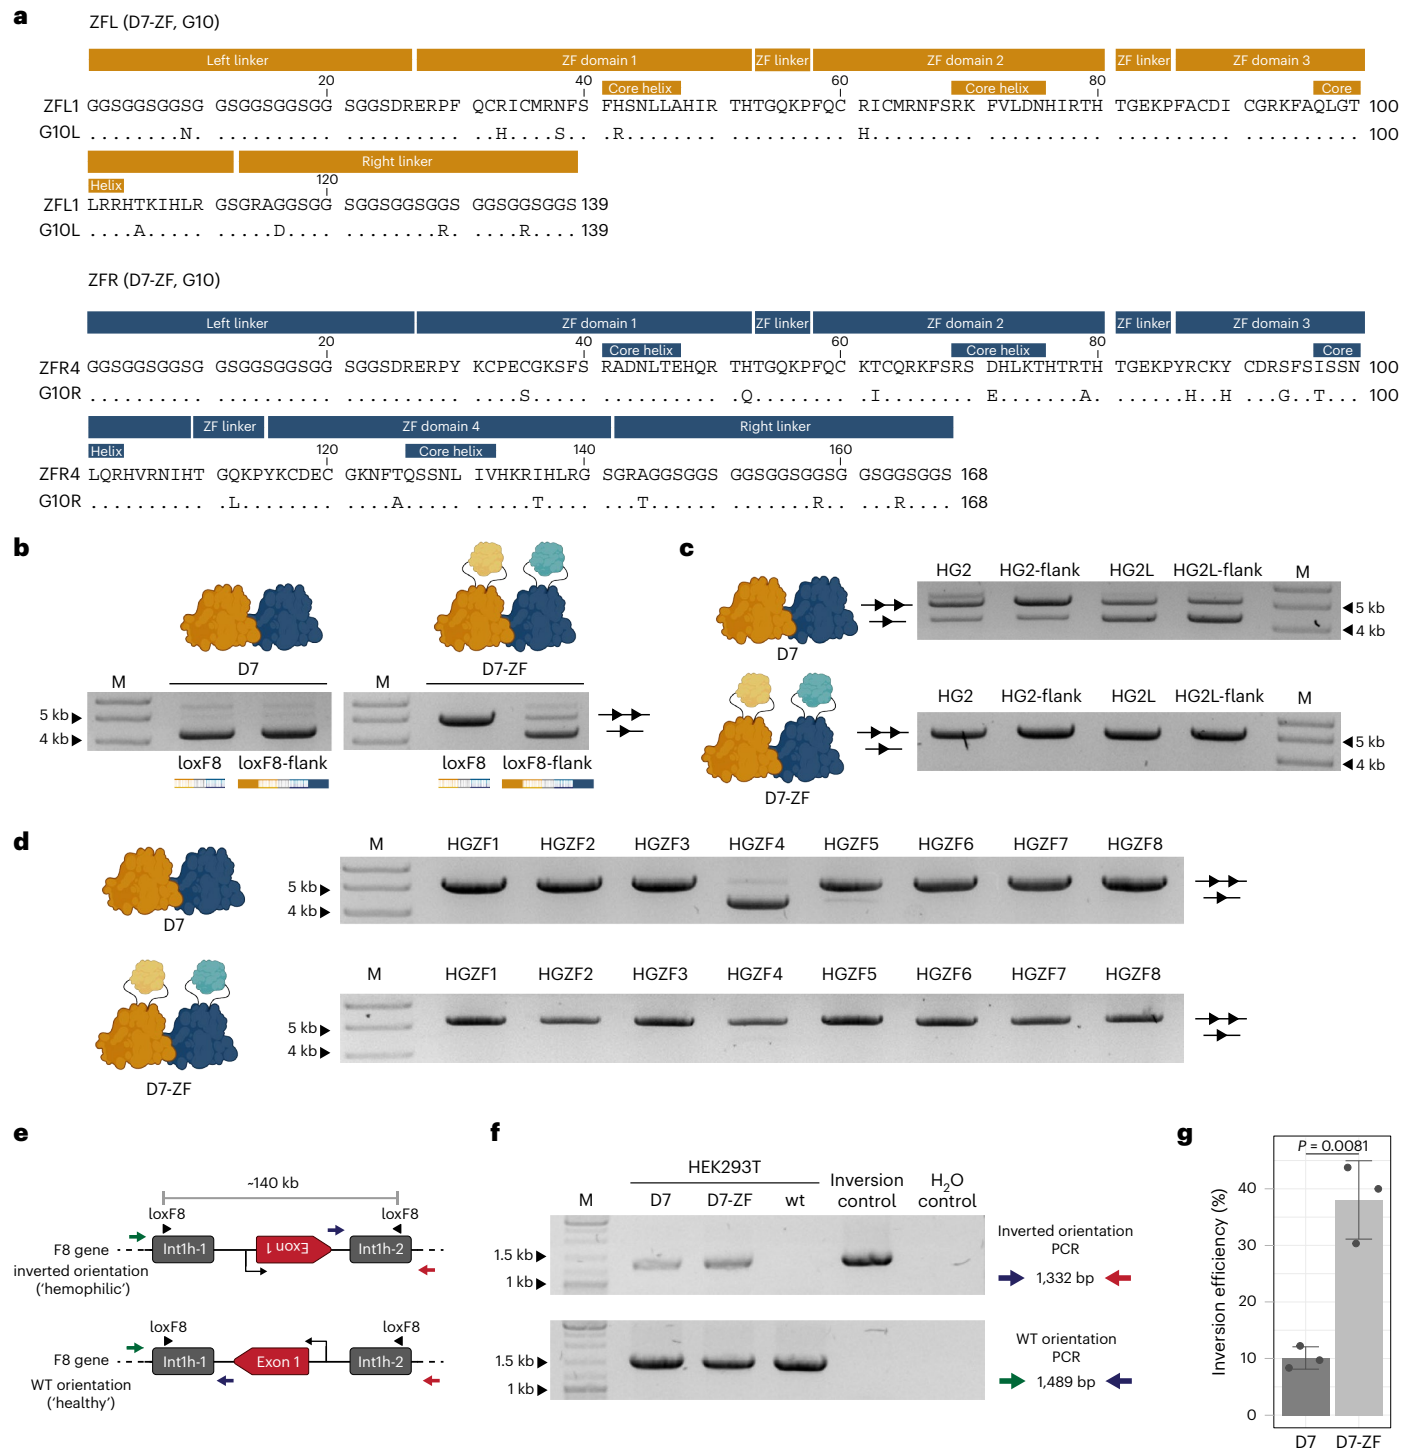 a
ZFL (D7-ZF, G10)
Left linker ZF domain 1 ZF linker ZF domain 2 ZF linker ZF domain 3
20 40 Core helix 60 Core helix 80 Core
ZFL1 GGSGGSGGSG GSGGSGGSGG SGGSDRERPF QCRICMRNFS FHSNLLAHIR THTGQKPFQC RICMRNFSRK FVLDNHIRTH TGEKPFACDI CGRKFAQLGT 100
G10L ........N. .......... .......... ..H....S.. .R........ .......... .H........ .......... .......... .......... 100
Right linker
Helix 120
ZFL1 LRRHTKIHLR GSGRAGGSGG SGGSGGSGGS GGSGGSGGS 139
G10L ....A..... .....D.... ........R. ....R.... 139
ZFR (D7-ZF, G10)
Left linker ZF domain 1 ZF linker ZF domain 2 ZF linker ZF domain 3
20 40 Core helix 60 Core helix 80 Core
ZFR4 GGSGGSGGSG GSGGSGGSGG SGGSDRERPY KCPECGKSFS RADNLTEHQR THTGQKPFQC KTCQRKFSRS DHLKTHTRTH TGEKPYRCKY CDRSFSISSN 100
G10R .......... .......... .......... ....S..... .......... .Q........ .I........ E.......A. ......H..H ....G..T.. 100
ZF linker ZF domain 4 Right linker
Helix 120 Core helix 140 160
ZFR4 LQRHVRNIHT GQKPYKCDEC GKNFTQSSNL IVHKRIHLRG SGRAGGSGGS GGSGGSGGSG GSGGSGGS 168
G10R .......... .L........ ....A..... .....T.... ...T...... ........R. ....R... 168
b
D7 D7-ZF
M M
5 kb
4 kb
loxF8 loxF8-flank loxF8 loxF8-flank
c
HG2 HG2-flank HG2L HG2L-flank M
5 kb
4 kb
D7
HG2 HG2-flank HG2L HG2L-flank M
5 kb
4 kb
D7-ZF
d
M HGZF1 HGZF2 HGZF3 HGZF4 HGZF5 HGZF6 HGZF7 HGZF8
5 kb
4 kb
D7
M HGZF1 HGZF2 HGZF3 HGZF4 HGZF5 HGZF6 HGZF7 HGZF8
5 kb
4 kb
D7-ZF
e
~140 kb
loxF8 loxF8
F8 gene Int1h-1 Exon 1 Int1h-2
inverted orientation
('hemophilic')
loxF8 loxF8
F8 gene Int1h-1 Exon 1 Int1h-2
WT orientation
('healthy')
f
HEK293T
M D7 D7-ZF wt Inversion control H2O control
1.5 kb
1 kb
Inverted orientation
PCR
1,332 bp
1.5 kb
1 kb
WT orientation
PCR
1,489 bp
g
P = 0.0081
Inversion efficiency (%)
40
30
20
10
0
D7 D7-ZF